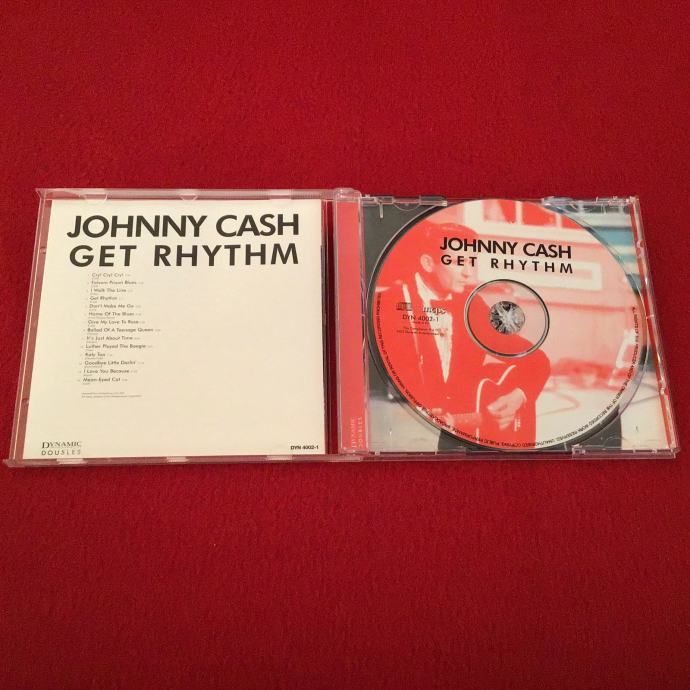 JOHNNY CASH
GET RHYTHM
Cry! Cry! Cry!
Folsom Prison Blues
I Walk The Line
Get Rhythm
Don't Make Me Go
Home Of The Blues
Give My Love To Rose
Ballad Of A Teenage Queen
It's Just About Time
Luther Played The Boogie
Katy Too
Goodbye Little Darlin'
I Love You Because
Mean-Eyed Cat
DYNAMIC
DOUBLES
DYN 4002-1
DYNAMIC
DOUBLES
JOHNNY CASH
GET RHYTHM
mcps
DYN 4002-1